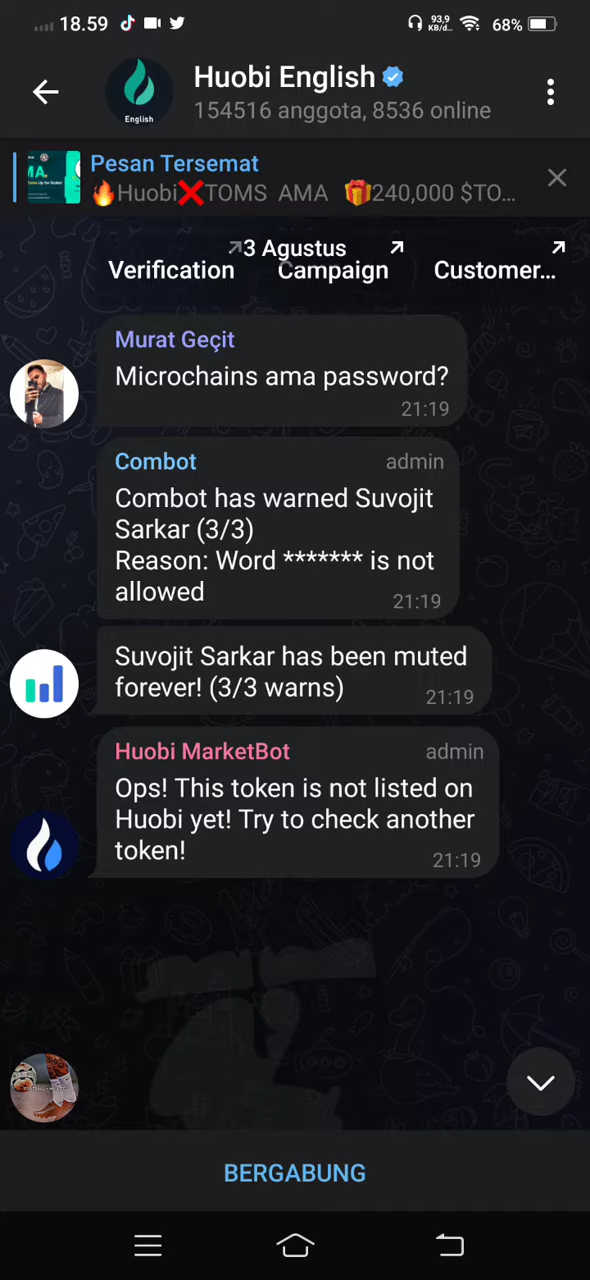 18.59
93,9
KB/d..
68%
Huobi English
English
154516 anggota, 8536 online
Pesan Tersemat
🔥Huobi❌TOMS AMA 🎁240,000 $TO...
3 Agustus
Verification
Campaign
Customer...
Murat Geçit
Microchains ama password?
21:19
Combot
admin
Combot has warned Suvojit
Sarkar (3/3)
Reason: Word ******* is not
allowed
21:19
Suvojit Sarkar has been muted
forever! (3/3 warns)
21:19
Huobi MarketBot
admin
Ops! This token is not listed on
Huobi yet! Try to check another
token!
21:19
BERGABUNG